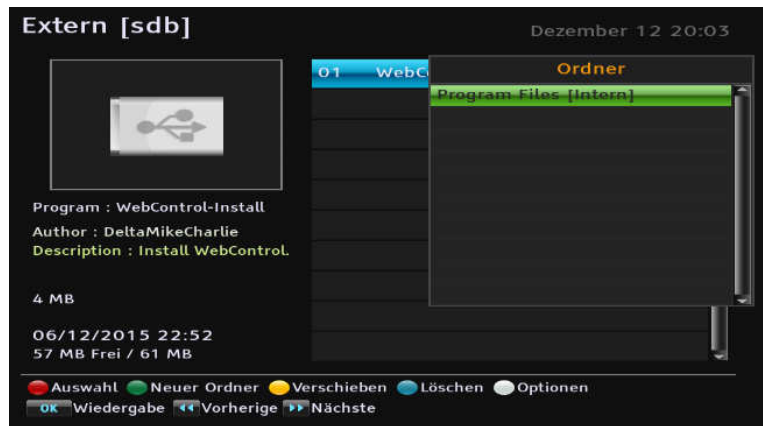 Extern [sdb]
Dezember 12 20:03
01 WebC
Ordner
Program Files [Intern]
Program : WebControl-Install
Author : DeltaMikeCharlie
Description : Install WebControl.
4 MB
06/12/2015 22:52
57 MB Frei / 61 MB
Auswahl Neuer Ordner Verschieben Löschen Optionen
OK Wiedergabe Vorherige Nächste